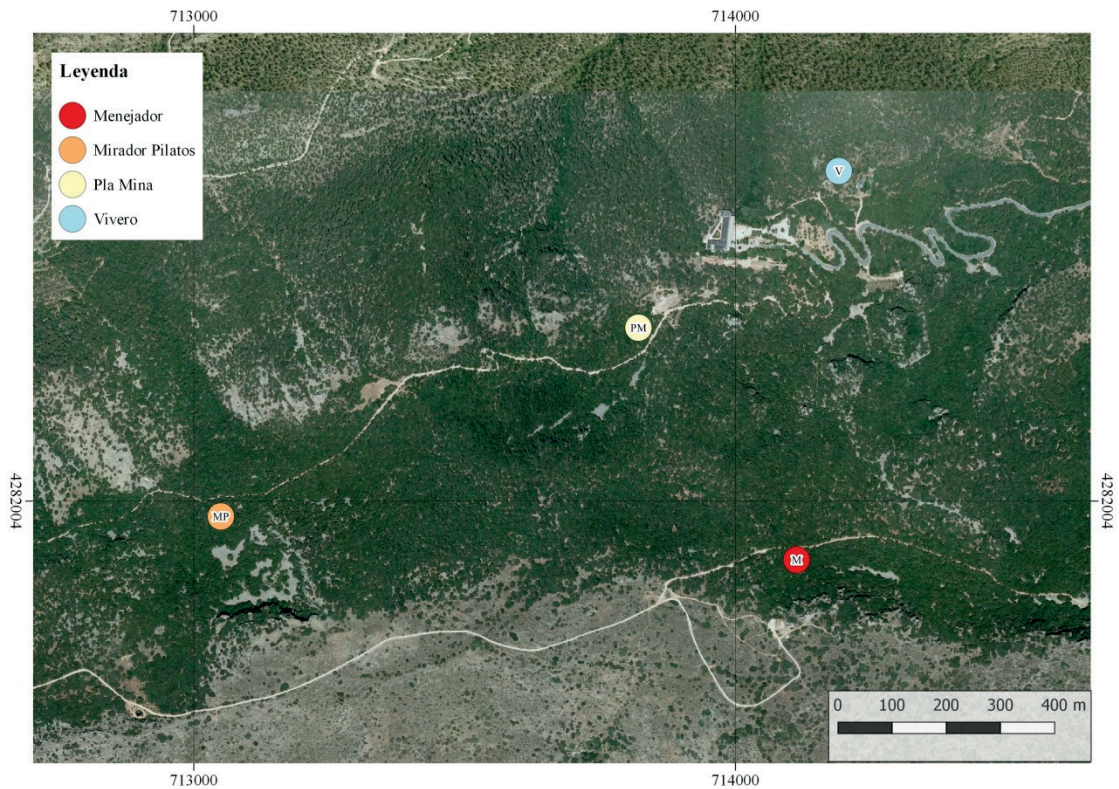 713000
714000
Leyenda
Menejador
Mirador Pilatos
Pla Mina
Vivero
V
PM
4282004
4282004
MP
M
0 100 200 300 400 m
713000
714000